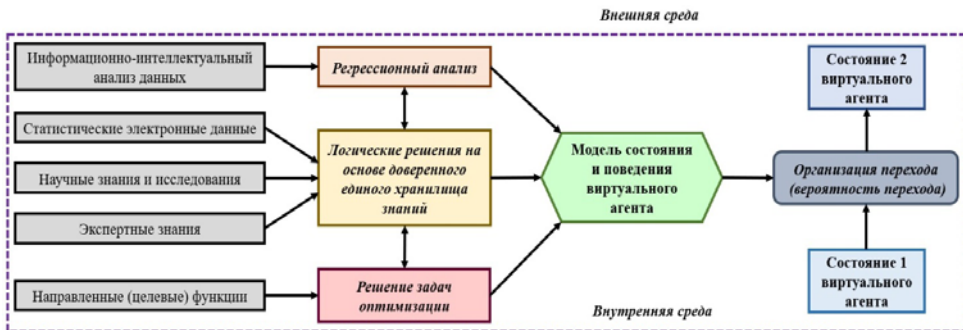 Внешняя среда
Информационно-интеллектуальный
анализ данных
Статистические электронные данные
Научные знания и исследования
Экспертные знания
Направленные (целевые) функции
Регрессионный анализ
Логические решения на
основе доверенного
единого хранилища
знаний
Решение задач
оптимизации
Модель состояния
и поведения
виртуального
агента
Состояние 2
виртуального
агента
Организация перехода
(вероятность перехода)
Состояние 1
виртуального
агента
Внутренняя среда